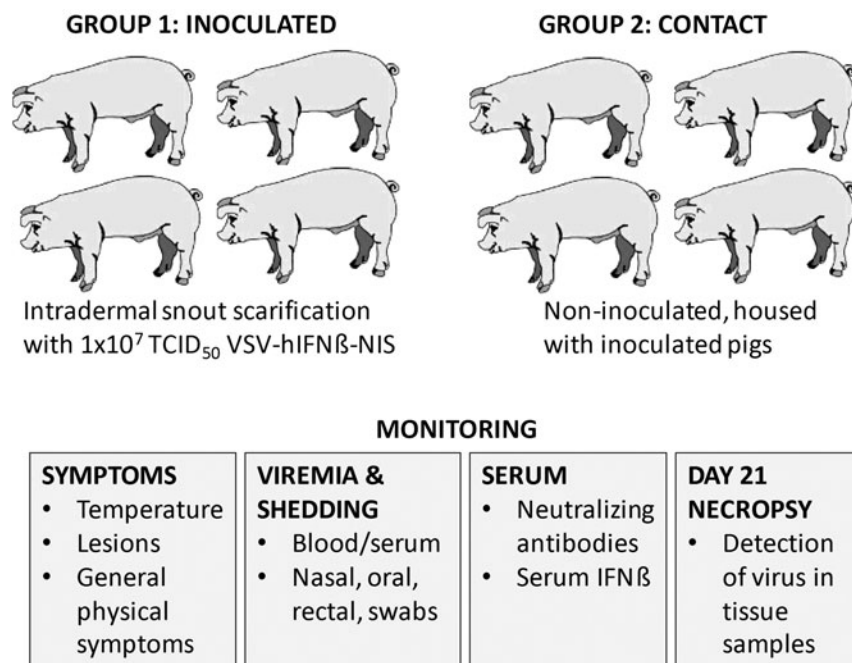 GROUP 1: INOCULATED
GROUP 2: CONTACT
Intradermal snout scarification
with 1x10⁷ TCID₅₀ VSV-hIFNß-NIS
Non-inoculated, housed
with inoculated pigs
MONITORING
SYMPTOMS
• Temperature
• Lesions
• General
physical
symptoms
VIREMIA &
SHEDDING
• Blood/serum
• Nasal, oral,
rectal, swabs
SERUM
• Neutralizing
antibodies
• Serum IFNß
DAY 21
NECROPSY
• Detection
of virus in
tissue
samples